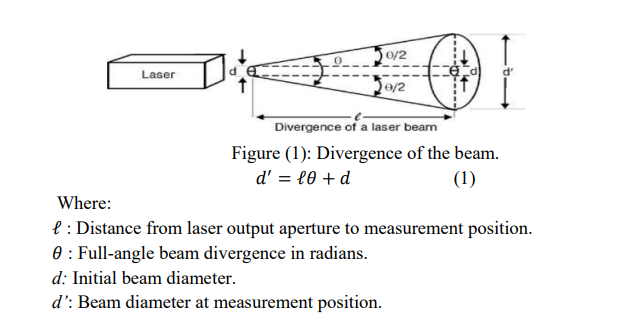 Laser
d
θ
θ
θ/2
θ/2
θ
d
d'
ℓ
Divergence of a laser beam
Figure (1): Divergence of the beam.
d′ = ℓθ + d (1)
Where:
ℓ : Distance from laser output aperture to measurement position.
θ : Full-angle beam divergence in radians.
d: Initial beam diameter.
d’: Beam diameter at measurement position.